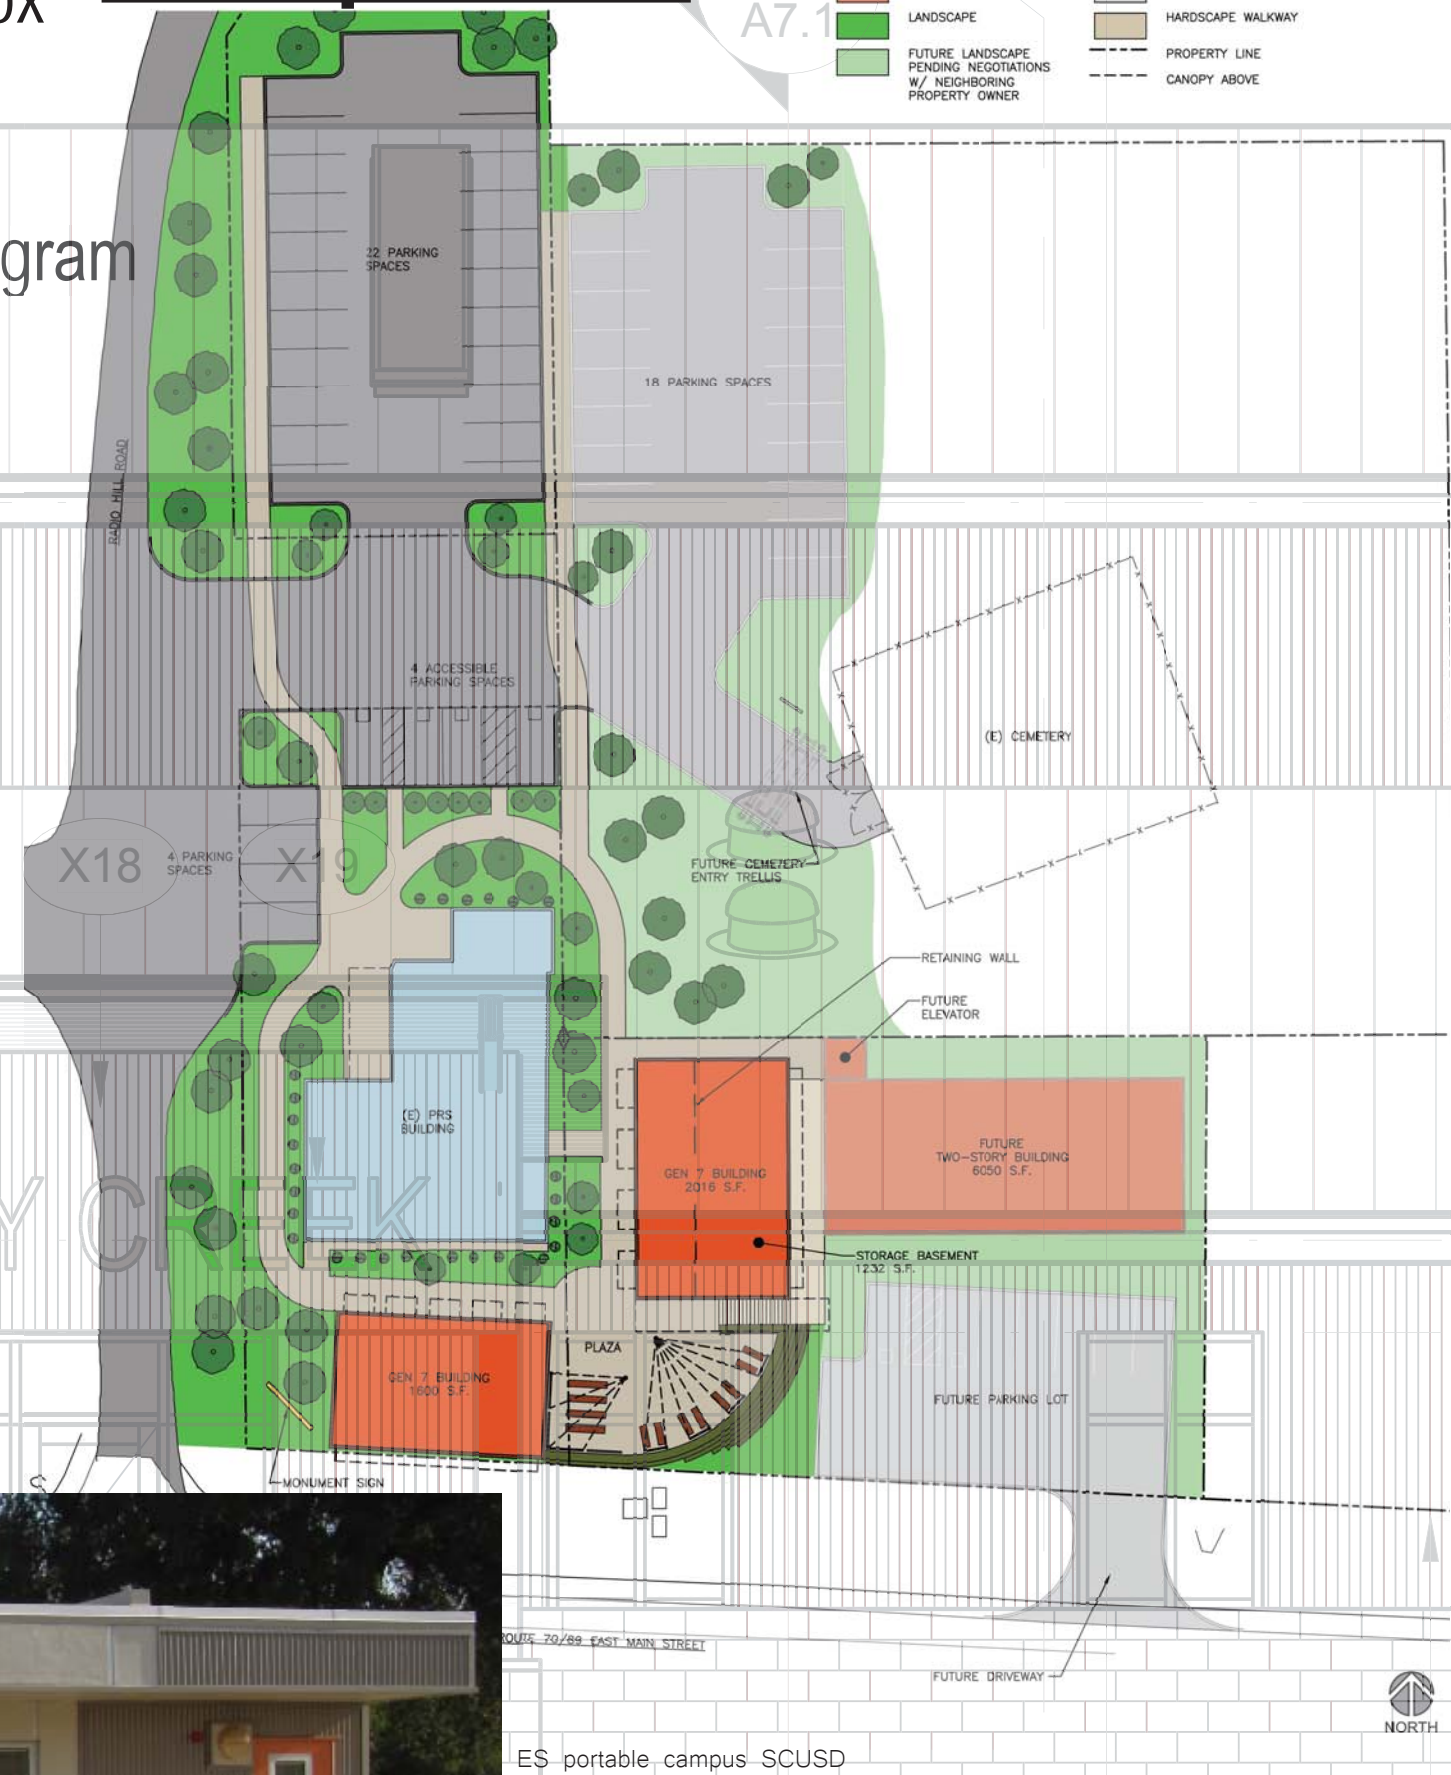 A7.1
LANDSCAPE
HARDSCAPE WALKWAY
FUTURE LANDSCAPE
PENDING NEGOTIATIONS
W/ NEIGHBORING
PROPERTY OWNER
PROPERTY LINE
CANOPY ABOVE
gram
22 PARKING
SPACES
18 PARKING SPACES
RADIO HILL ROAD
4 ACCESSIBLE
PARKING SPACES
(E) CEMETERY
X18
4 PARKING
SPACES
X19
FUTURE CEMETERY
ENTRY TRELLIS
RETAINING WALL
FUTURE
ELEVATOR
(E) PRS
BUILDING
GEN 7 BUILDING
2016 S.F.
FUTURE
TWO-STORY BUILDING
6050 S.F.
Y CREEK
STORAGE BASEMENT
1232 S.F.
PLAZA
GEN 7 BUILDING
1600 S.F.
FUTURE PARKING LOT
MONUMENT SIGN
ROUTE 70/89 EAST MAIN STREET
FUTURE DRIVEWAY
NORTH
ES portable campus SCUSD